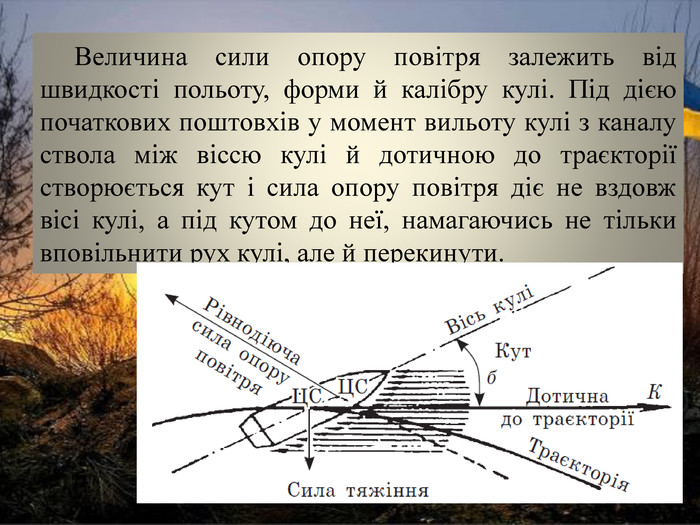 Величина сили опору повітря залежить від
швидкості польоту, форми й калібру кулі. Під дією
початкових поштовхів у момент вильоту кулі з каналу
ствола між віссю кулі й дотичною до траєкторії
створюється кут і сила опору повітря діє не вздовж
вісі кулі, а під кутом до неї, намагаючись не тільки
вповільнити рух кулі, але й перекинути.
Рівнодіюча
сила опору
повітря
Вісь кулі
Кут
б
ЦС
ЦС
Дотична
до траєкторії
К
Траєкторія
Сила тяжіння